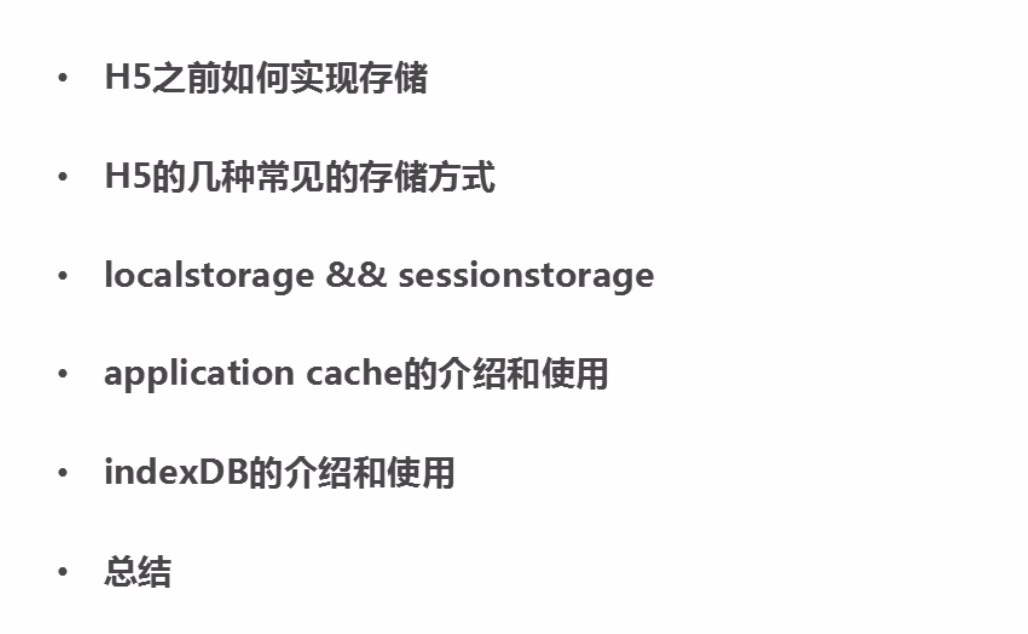 • H5之前如何实现存储
• H5的几种常见的存储方式
• localstorage && sessionstorage
• application cache的介绍和使用
• indexDB的介绍和使用
• 总结